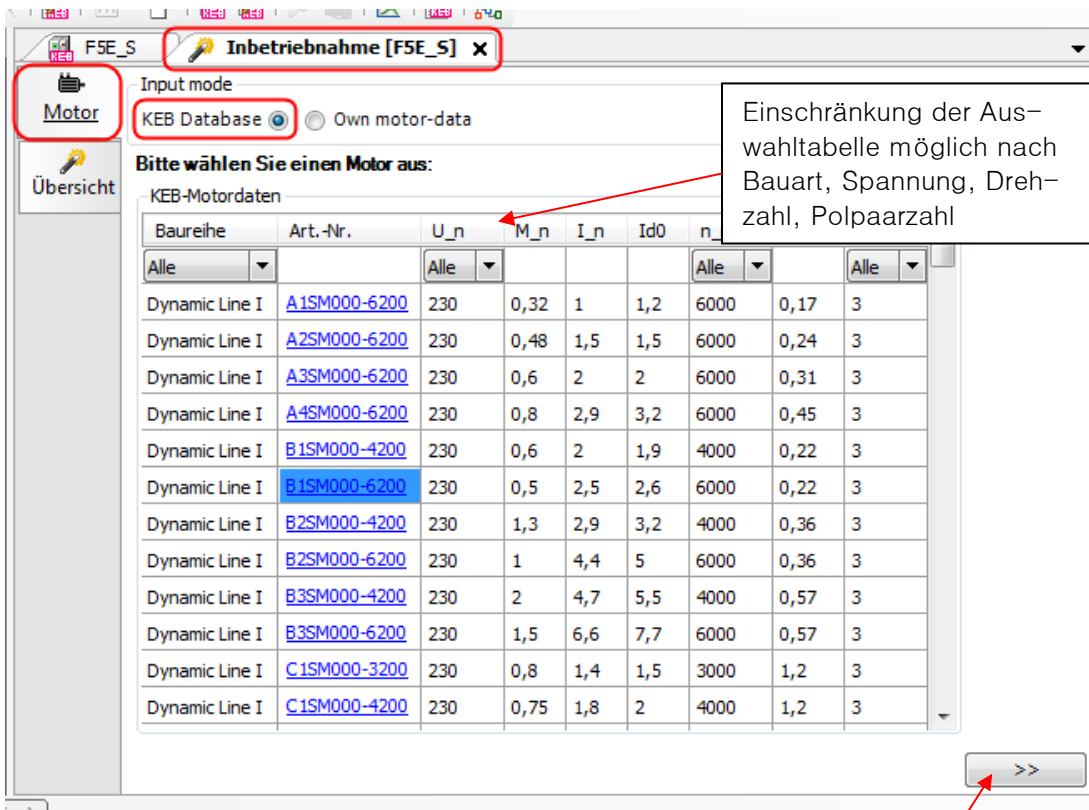 F5E_S
Inbetriebnahme [F5E_S] x
Motor
Übersicht
Input mode
KEB Database Own motor-data
Einschränkung der Aus-
wahltabelle möglich nach
Bauart, Spannung, Dreh-
zahl, Polpaarzahl
Bitte wählen Sie einen Motor aus:
KEB-Motordaten
Baureihe Art.-Nr. U_n M_n I_n Id0 n_
Alle Alle Alle Alle
Dynamic Line I A1SM000-6200 230 0,32 1 1,2 6000 0,17 3
Dynamic Line I A2SM000-6200 230 0,48 1,5 1,5 6000 0,24 3
Dynamic Line I A3SM000-6200 230 0,6 2 2 6000 0,31 3
Dynamic Line I A4SM000-6200 230 0,8 2,9 3,2 6000 0,45 3
Dynamic Line I B1SM000-4200 230 0,6 2 1,9 4000 0,22 3
Dynamic Line I B1SM000-6200 230 0,5 2,5 2,6 6000 0,22 3
Dynamic Line I B2SM000-4200 230 1,3 2,9 3,2 4000 0,36 3
Dynamic Line I B2SM000-6200 230 1 4,4 5 6000 0,36 3
Dynamic Line I B3SM000-4200 230 2 4,7 5,5 4000 0,57 3
Dynamic Line I B3SM000-6200 230 1,5 6,6 7,7 6000 0,57 3
Dynamic Line I C1SM000-3200 230 0,8 1,4 1,5 3000 1,2 3
Dynamic Line I C1SM000-4200 230 0,75 1,8 2 4000 1,2 3
>>